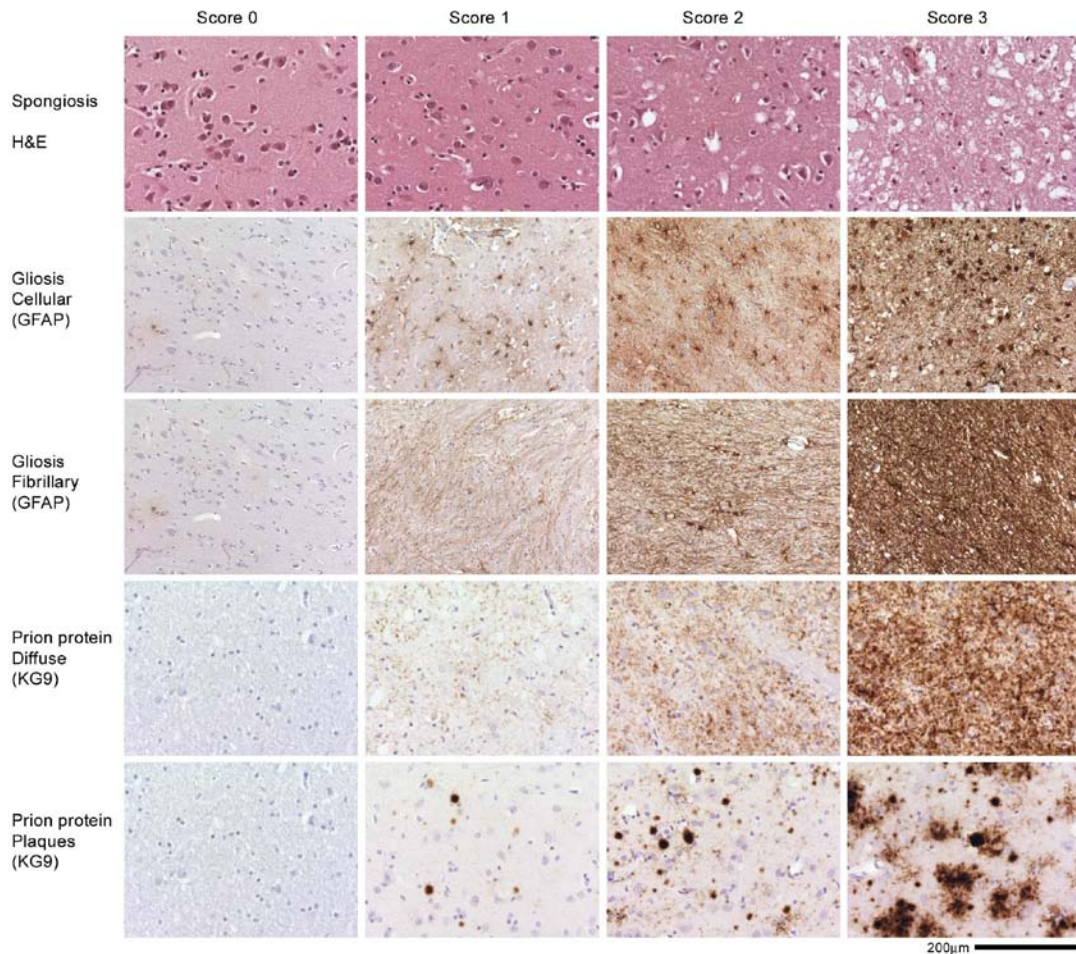 Score 0 Score 1 Score 2 Score 3
Spongiosis
H&E
Gliosis
Cellular
(GFAP)
Gliosis
Fibrillary
(GFAP)
Prion protein
Diffuse
(KG9)
Prion protein
Plaques
(KG9)
200µm